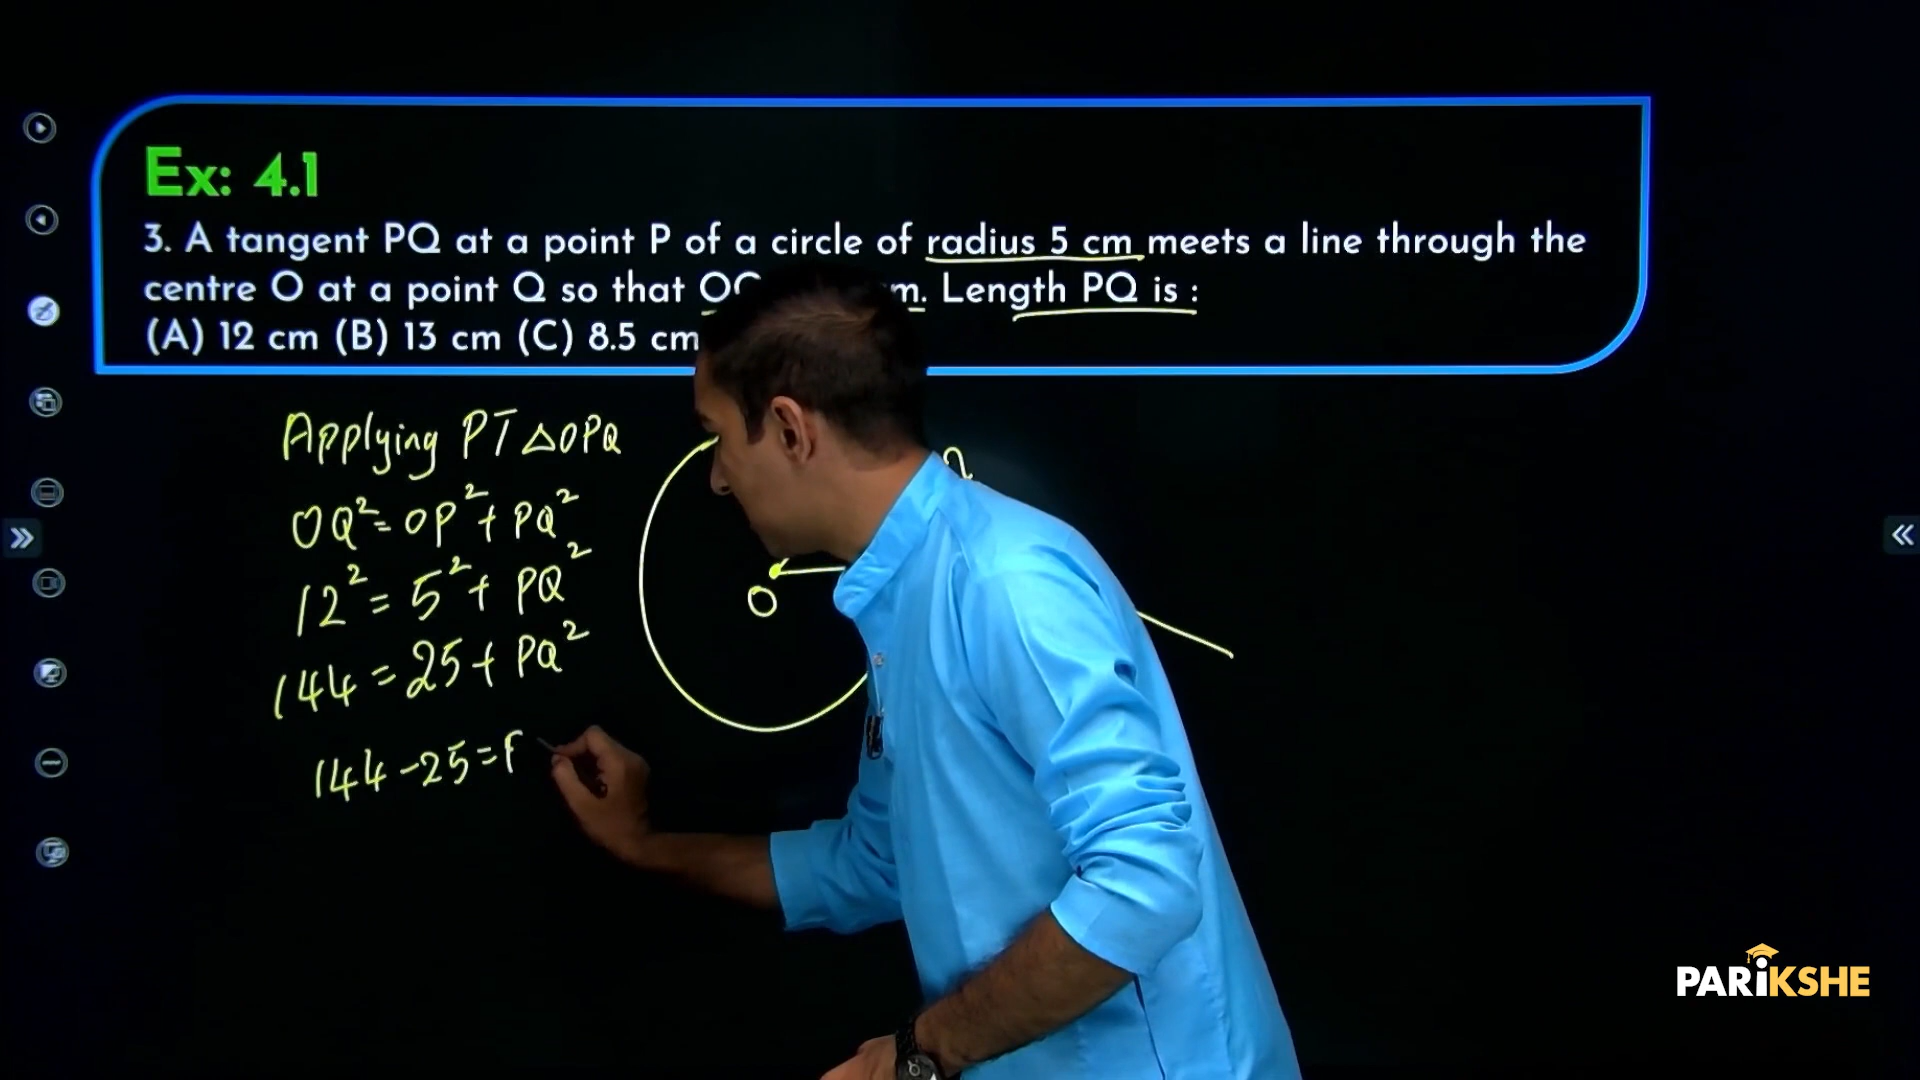 Ex: 4.1
3. A tangent PQ at a point P of a circle of radius 5 cm meets a line through the
centre O at a point Q so that m. Length PQ is :
(A) 12 cm (B) 13 cm (C) 8.5 cm
Applying PT △OPQ
OQ² = OP² + PQ²
12² = 5² + PQ²
144 = 25 + PQ²
144 - 25 = P
O
PARiKSHE